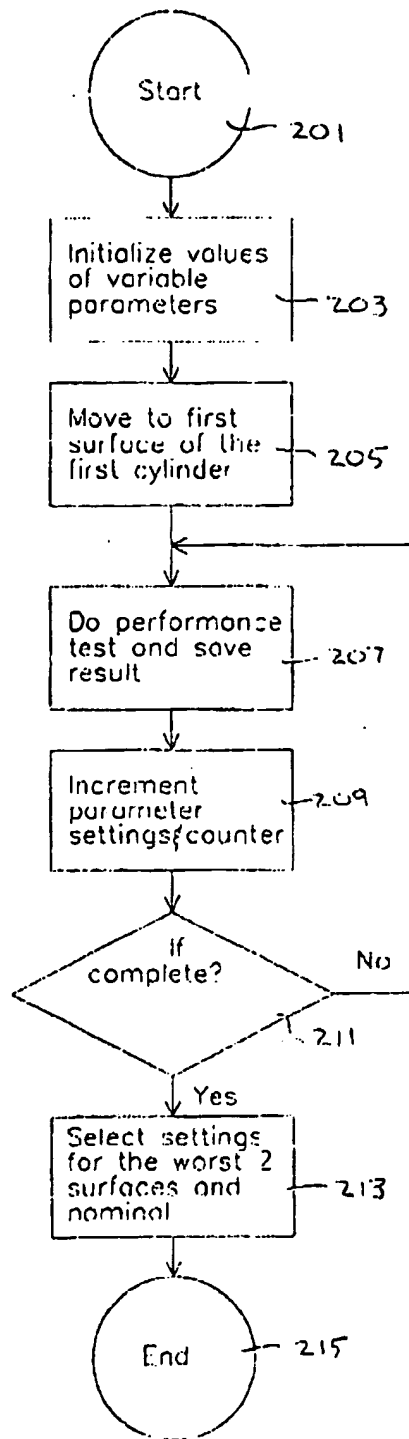 Start
201
Initialize values
of variable
parameters
203
Move to first
surface of the
first cylinder
205
Do performance
test and save
result
207
Increment
parameter
settings & counter
209
If
complete?
No
211
Yes
Select settings
for the worst 2
surfaces and
nominal
213
End
215